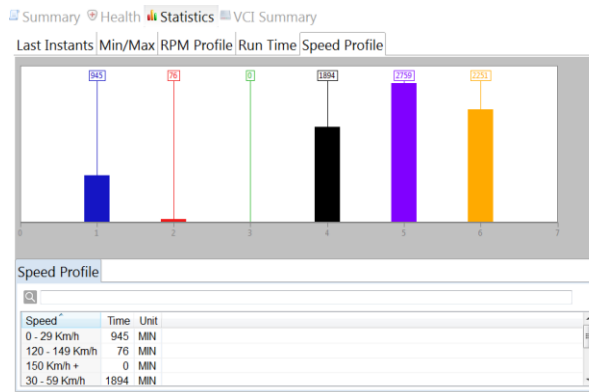 Summary Health Statistics VCI Summary
Last Instants Min/Max RPM Profile Run Time Speed Profile
945 76 0 1894 2759 2251
0 1 2 3 4 5 6 7
Speed Profile
Speed Time Unit
0 - 29 Km/h 945 MIN
120 - 149 Km/h 76 MIN
150 Km/h + 0 MIN
30 - 59 Km/h 1894 MIN